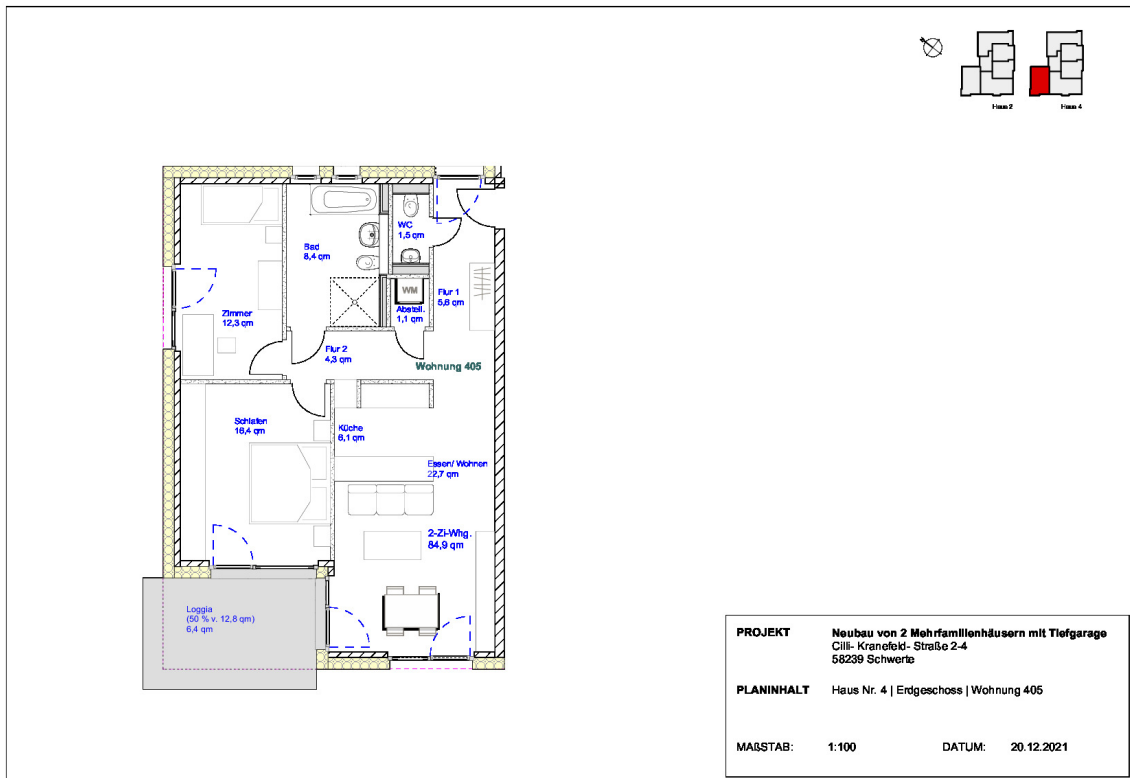 Haus 2
Haus 4
WC
1,5 qm
Bad
8,4 qm
WM
Flur 1
5,8 qm
Abstell.
1,1 qm
Zimmer
12,3 qm
Flur 2
4,3 qm
Wohnung 405
Schlafen
16,4 qm
Küche
6,1 qm
Essen/ Wohnen
22,7 qm
2-Zi-Whg.
84,9 qm
Loggia
(50 % v. 12,8 qm)
6,4 qm
PROJEKT
Neubau von 2 Mehrfamilienhäusern mit Tiefgarage
Cilli- Kranefeld- Straße 2-4
58239 Schwerte
PLANINHALT
Haus Nr. 4 | Erdgeschoss | Wohnung 405
MAßSTAB: 1:100 DATUM: 20.12.2021